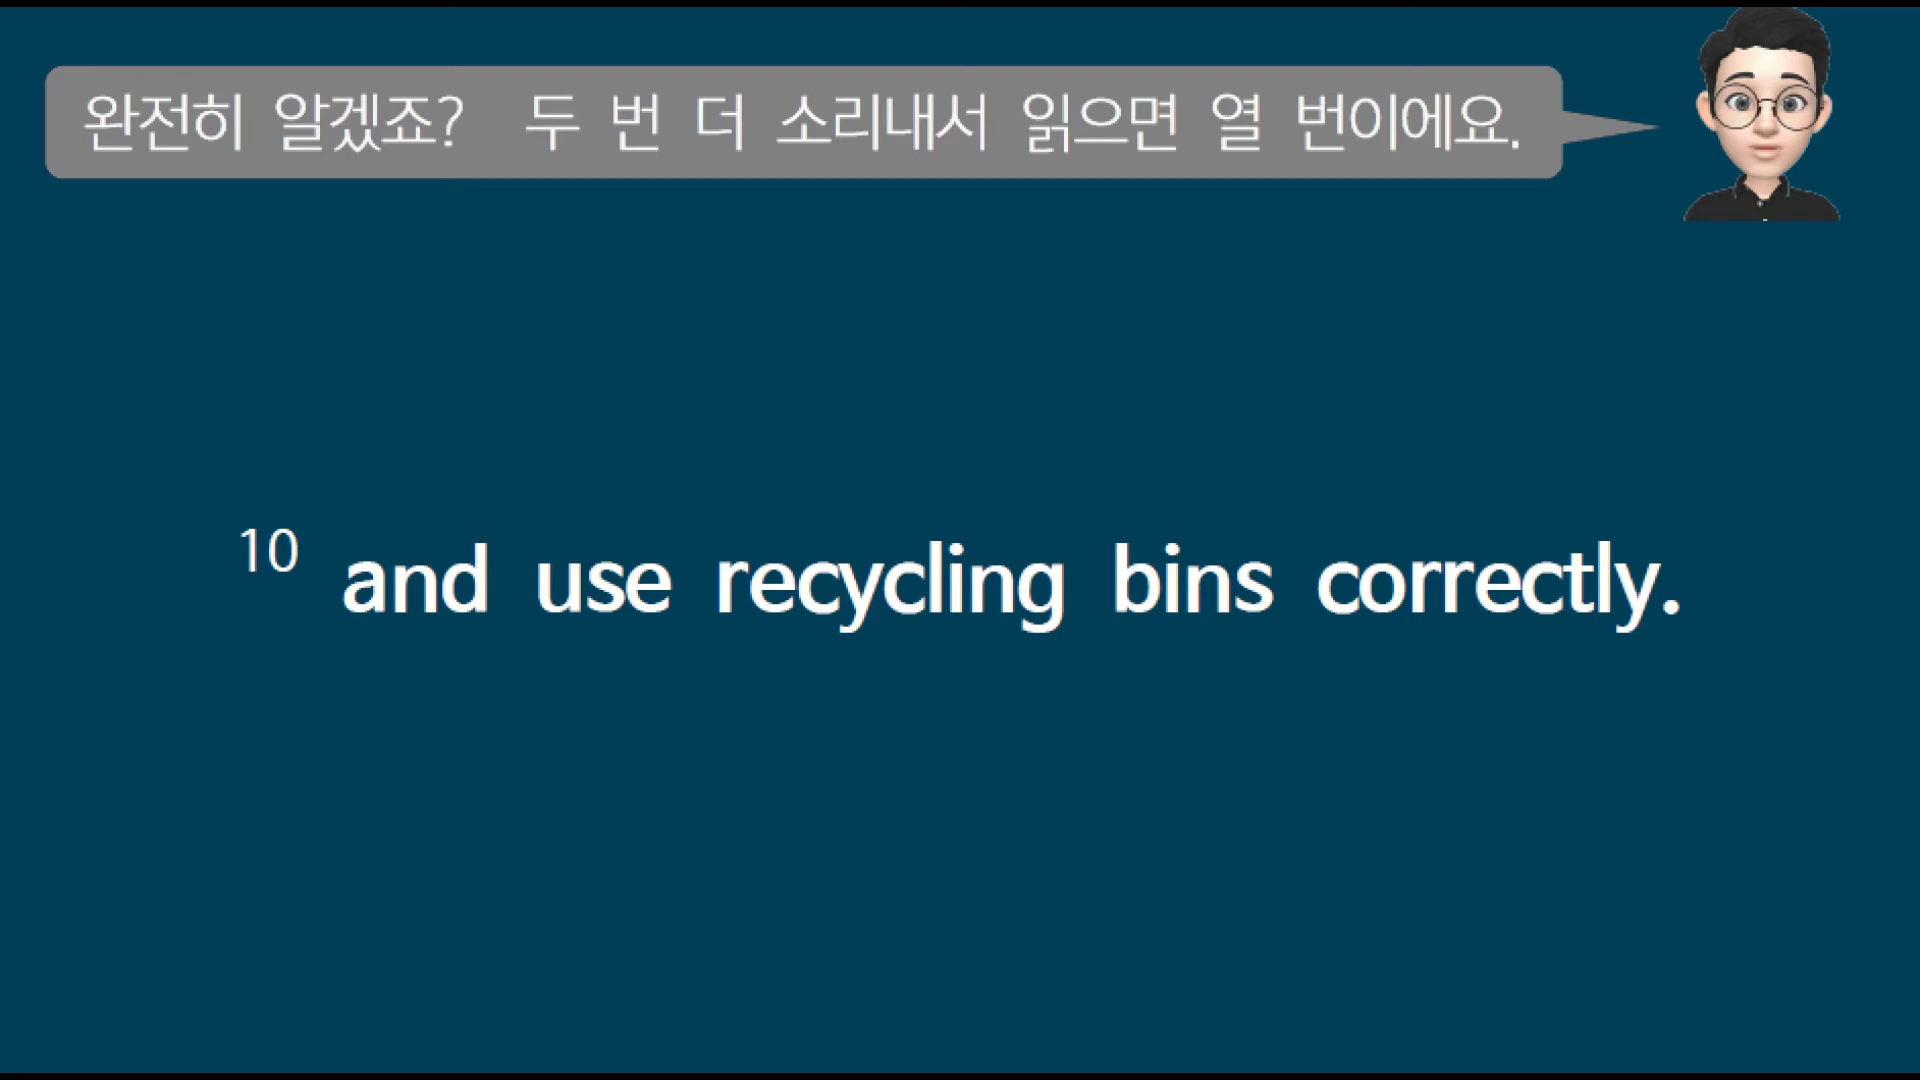 완전히 알겠죠? 두 번 더 소리내서 읽으면 열 번이에요.
10 and use recycling bins correctly.